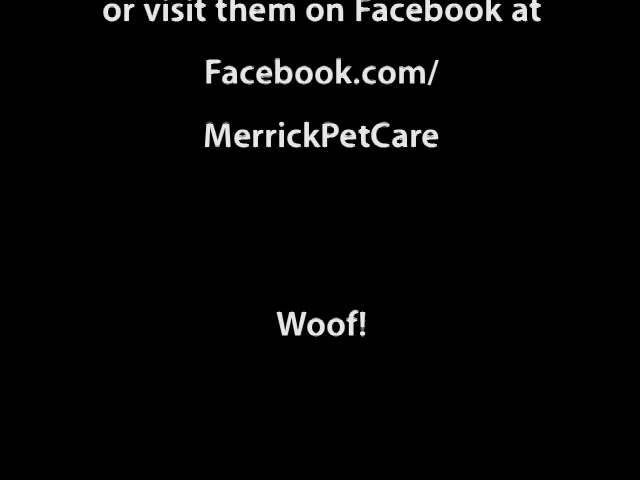 or visit them on Facebook at
Facebook.com/
MerrickPetCare
Woof!